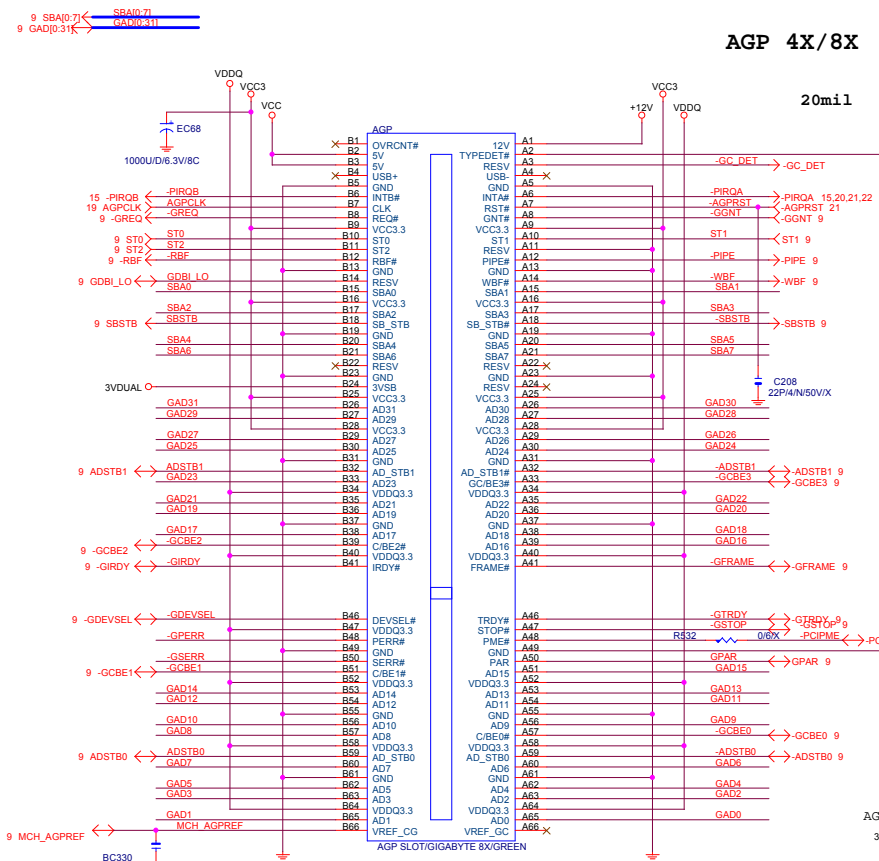 9 SBA[0:7] SBA[0:7]
9 GAD[0:31] GAD[0:31]
AGP 4X/8X
20mil
VDDQ
VCC3
VCC
VCC3
+12V VDDQ
EC68
1000U/D/6.3V/8C
AGP
B1 OVRCNT# 12V A1
B2 5V TYPEDET# A2
B3 5V RESV A3 -GC_DET -GC_DET
B4 USB+ USB- A4
B5 GND GND A5
15 -PIRQB -PIRQB B6 INTB# INTA# A6 -PIRQA -PIRQA 15,20,21,22
19 AGPCLK AGPCLK B7 CLK RST# A7 -AGPRST -AGPRST 21
9 -GREQ -GREQ B8 REQ# GNT# A8 -GGNT -GGNT 9
B9 VCC3.3 VCC3.3 A9
9 ST0 ST0 B10 ST0 ST1 A10 ST1 ST1 9
9 ST2 ST2 B11 ST2 RESV A11
9 -RBF -RBF B12 RBF# PIPE# A12 -PIPE -PIPE 9
B13 GND GND A13
9 GDBI_LO GDBI_LO B14 RESV WBF# A14 -WBF -WBF 9
SBA0 B15 SBA0 SBA1 A15 SBA1
B16 VCC3.3 VCC3.3 A16
SBA2 B17 SBA2 SBA3 A17 SBA3
9 SBSTB SBSTB B18 SB_STB SB_STB# A18 -SBSTB -SBSTB 9
B19 GND GND A19
SBA4 B20 SBA4 SBA5 A20 SBA5
SBA6 B21 SBA6 SBA7 A21 SBA7
B22 RESV RESV A22
B23 GND GND A23
3VDUAL B24 3VSB RESV A24
B25 VCC3.3 VCC3.3 A25
C208
22P/4/N/50V/X
GAD31 B26 AD31 AD30 A26 GAD30
GAD29 B27 AD29 AD28 A27 GAD28
B28 VCC3.3 VCC3.3 A28
GAD27 B29 AD27 AD26 A29 GAD26
GAD25 B30 AD25 AD24 A30 GAD24
B31 GND GND A31
9 ADSTB1 ADSTB1 B32 AD_STB1 AD_STB1# A32 -ADSTB1 -ADSTB1 9
GAD23 B33 AD23 GC/BE3# A33 -GCBE3 -GCBE3 9
B34 VDDQ3.3 VDDQ3.3 A34
GAD21 B35 AD21 AD22 A35 GAD22
GAD19 B36 AD19 AD20 A36 GAD20
B37 GND GND A37
GAD17 B38 AD17 AD18 A38 GAD18
9 -GCBE2 -GCBE2 B39 C/BE2# AD16 A39 GAD16
B40 VDDQ3.3 VDDQ3.3 A40
9 -GIRDY -GIRDY B41 IRDY# FRAME# A41 -GFRAME -GFRAME 9
9 -GDEVSEL -GDEVSEL B46 DEVSEL# TRDY# A46 -GTRDY -GTRDY 9
B47 VDDQ3.3 STOP# A47 -GSTOP -GSTOP 9
-GPERR B48 PERR# PME# A48 R532 0/6/X -PCIPME
B49 GND GND A49
-GSERR B50 SERR# PAR A50 GPAR GPAR 9
9 -GCBE1 -GCBE1 B51 C/BE1# AD15 A51 GAD15
B52 VDDQ3.3 VDDQ3.3 A52
GAD14 B53 AD14 AD13 A53 GAD13
GAD12 B54 AD12 AD11 A54 GAD11
B55 GND GND A55
GAD10 B56 AD10 AD9 A56 GAD9
GAD8 B57 AD8 C/BE0# A57 -GCBE0 -GCBE0 9
B58 VDDQ3.3 VDDQ3.3 A58
9 ADSTB0 ADSTB0 B59 AD_STB0 AD_STB0 A59 -ADSTB0 -ADSTB0 9
GAD7 B60 AD7 AD6 A60 GAD6
B61 GND GND A61
GAD5 B62 AD5 AD4 A62 GAD4
GAD3 B63 AD3 AD2 A63 GAD2
B64 VDDQ3.3 VDDQ3.3 A64
GAD1 B65 AD1 AD0 A65 GAD0
9 MCH_AGPREF MCH_AGPREF B66 VREF_CG VREF_GC A66
AGP SLOT/GIGABYTE 8X/GREEN
BC330